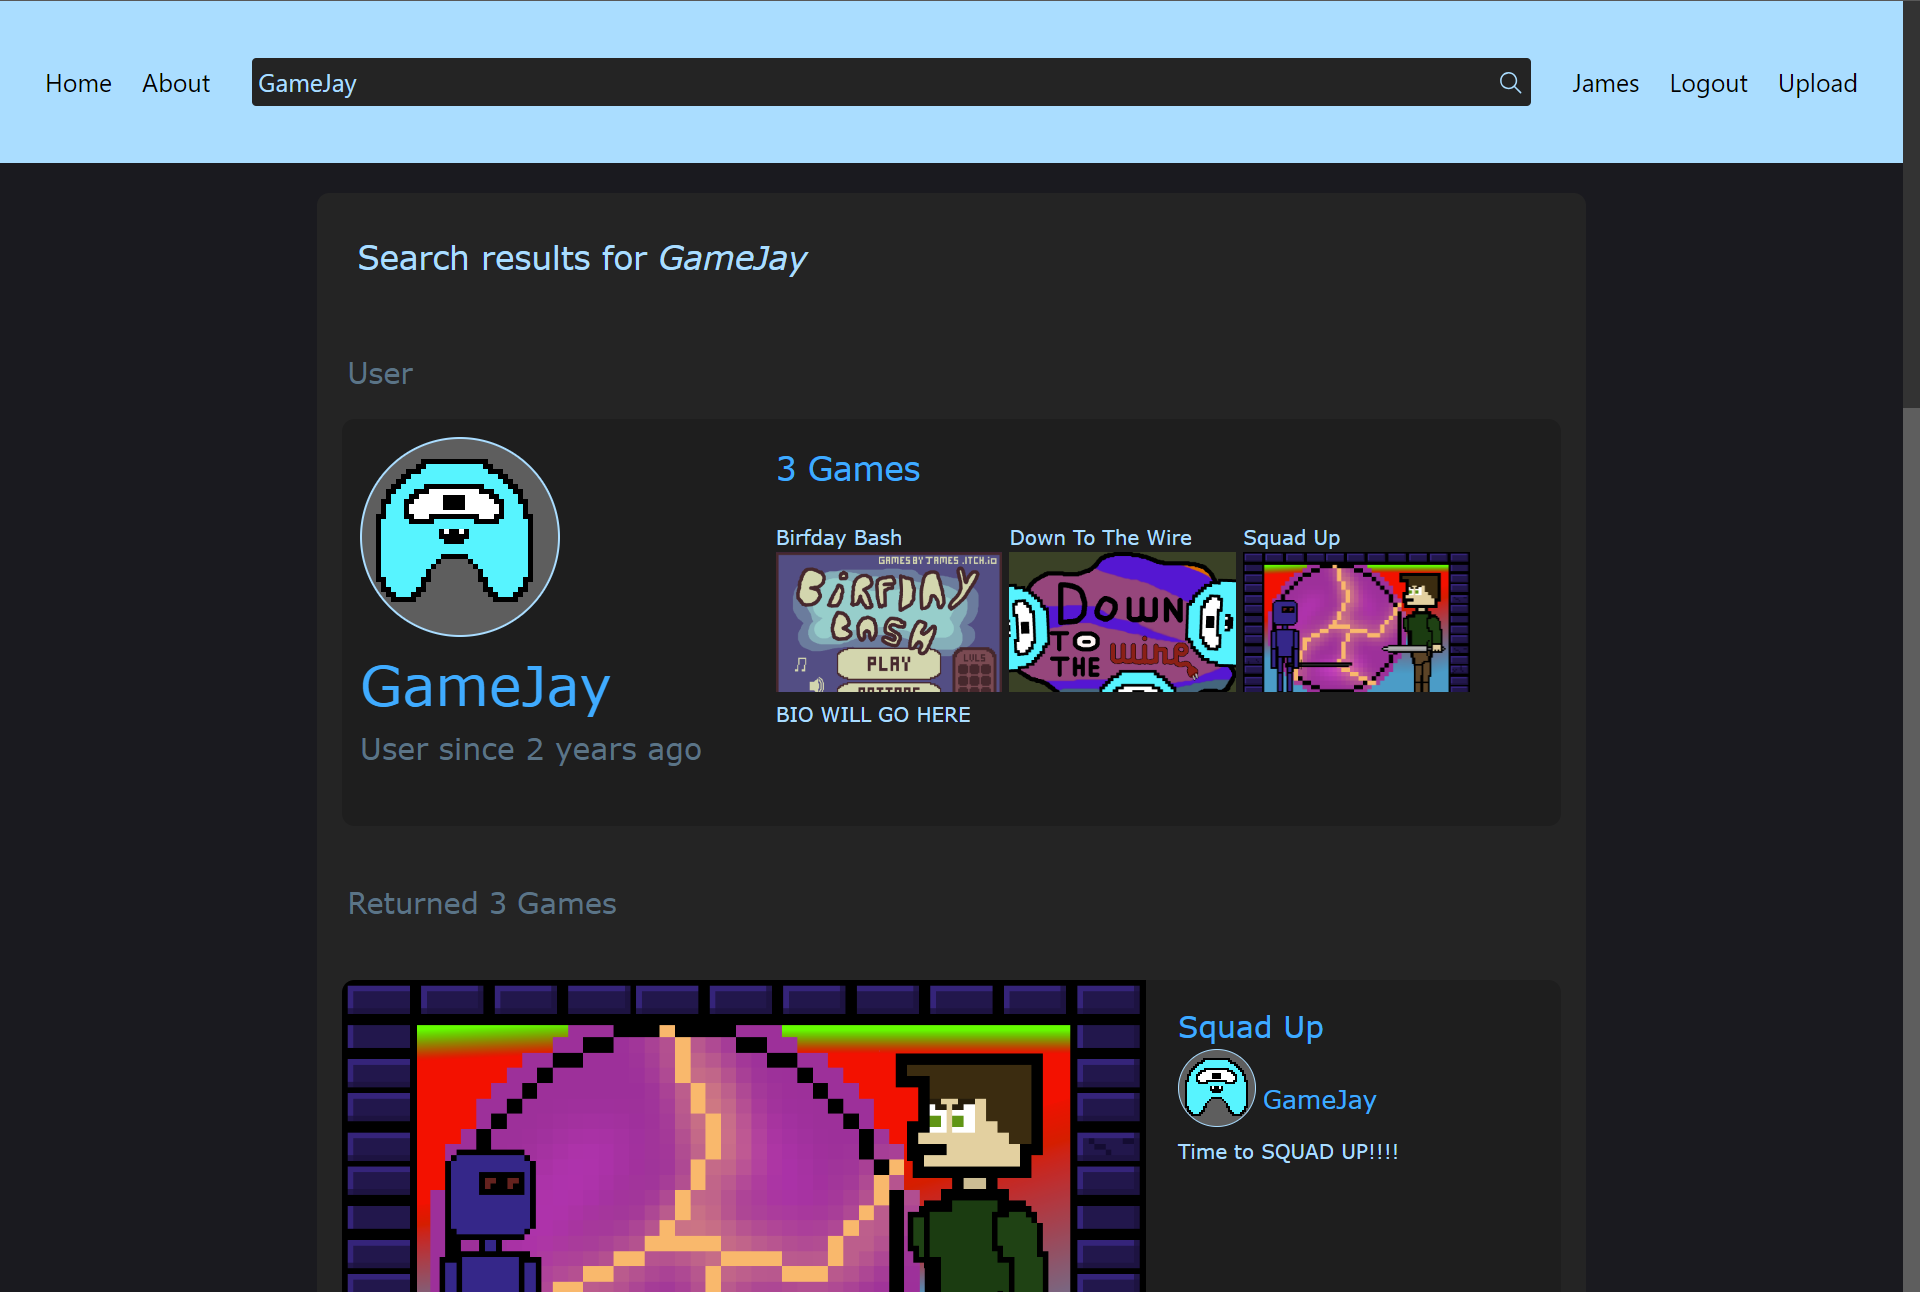 Home About GameJay James Logout Upload
Search results for GameJay
User
3 Games
Birfday Bash Down To The Wire Squad Up
GAMES BY JAMES .ITCH.io
BiRFDAY
BASH
PLAY
LVLS
DOWN
TO
THE wire
BIO WILL GO HERE
GameJay
User since 2 years ago
Returned 3 Games
Squad Up
GameJay
Time to SQUAD UP!!!!